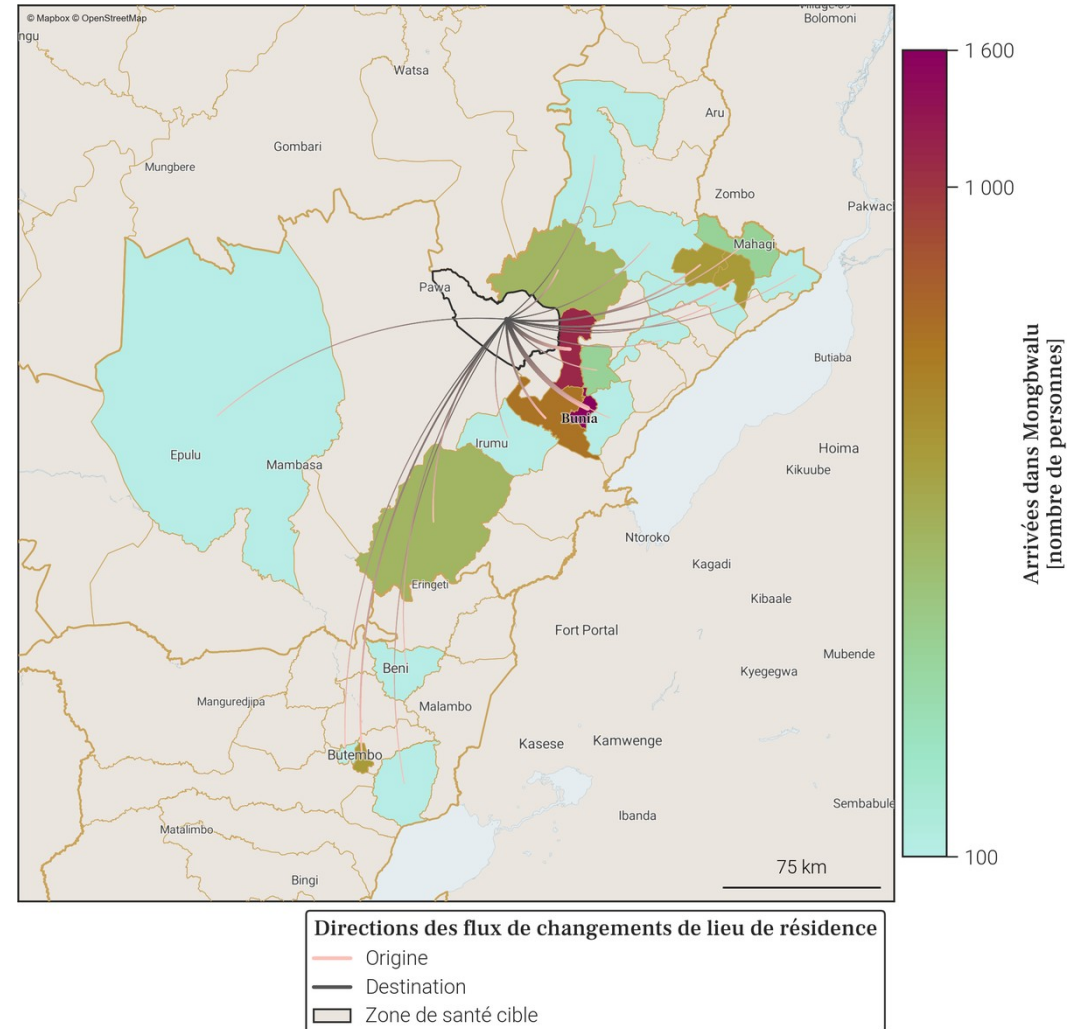 © Mapbox © OpenStreetMap
ngu
Bolomoni
Watsa
Aru
Gombari
Mungbere
Zombo
Pakwac
Mahagi
Pawa
Butiaba
Bunia
Irumu
Epulu
Mambasa
Hoima
Kikuube
Ntoroko
Kagadi
Eringeti
Kibaale
Fort Portal
Mubende
Beni
Kyegegwa
Manguredjipa
Malambo
Kasese
Kamwenge
Butembo
Sembabule
Ibanda
Matalimbo
Bingi
75 km
1 600
1 000
100
Arrivées dans Mongbwalu
[nombre de personnes]
Directions des flux de changements de lieu de résidence
Origine
Destination
Zone de santé cible